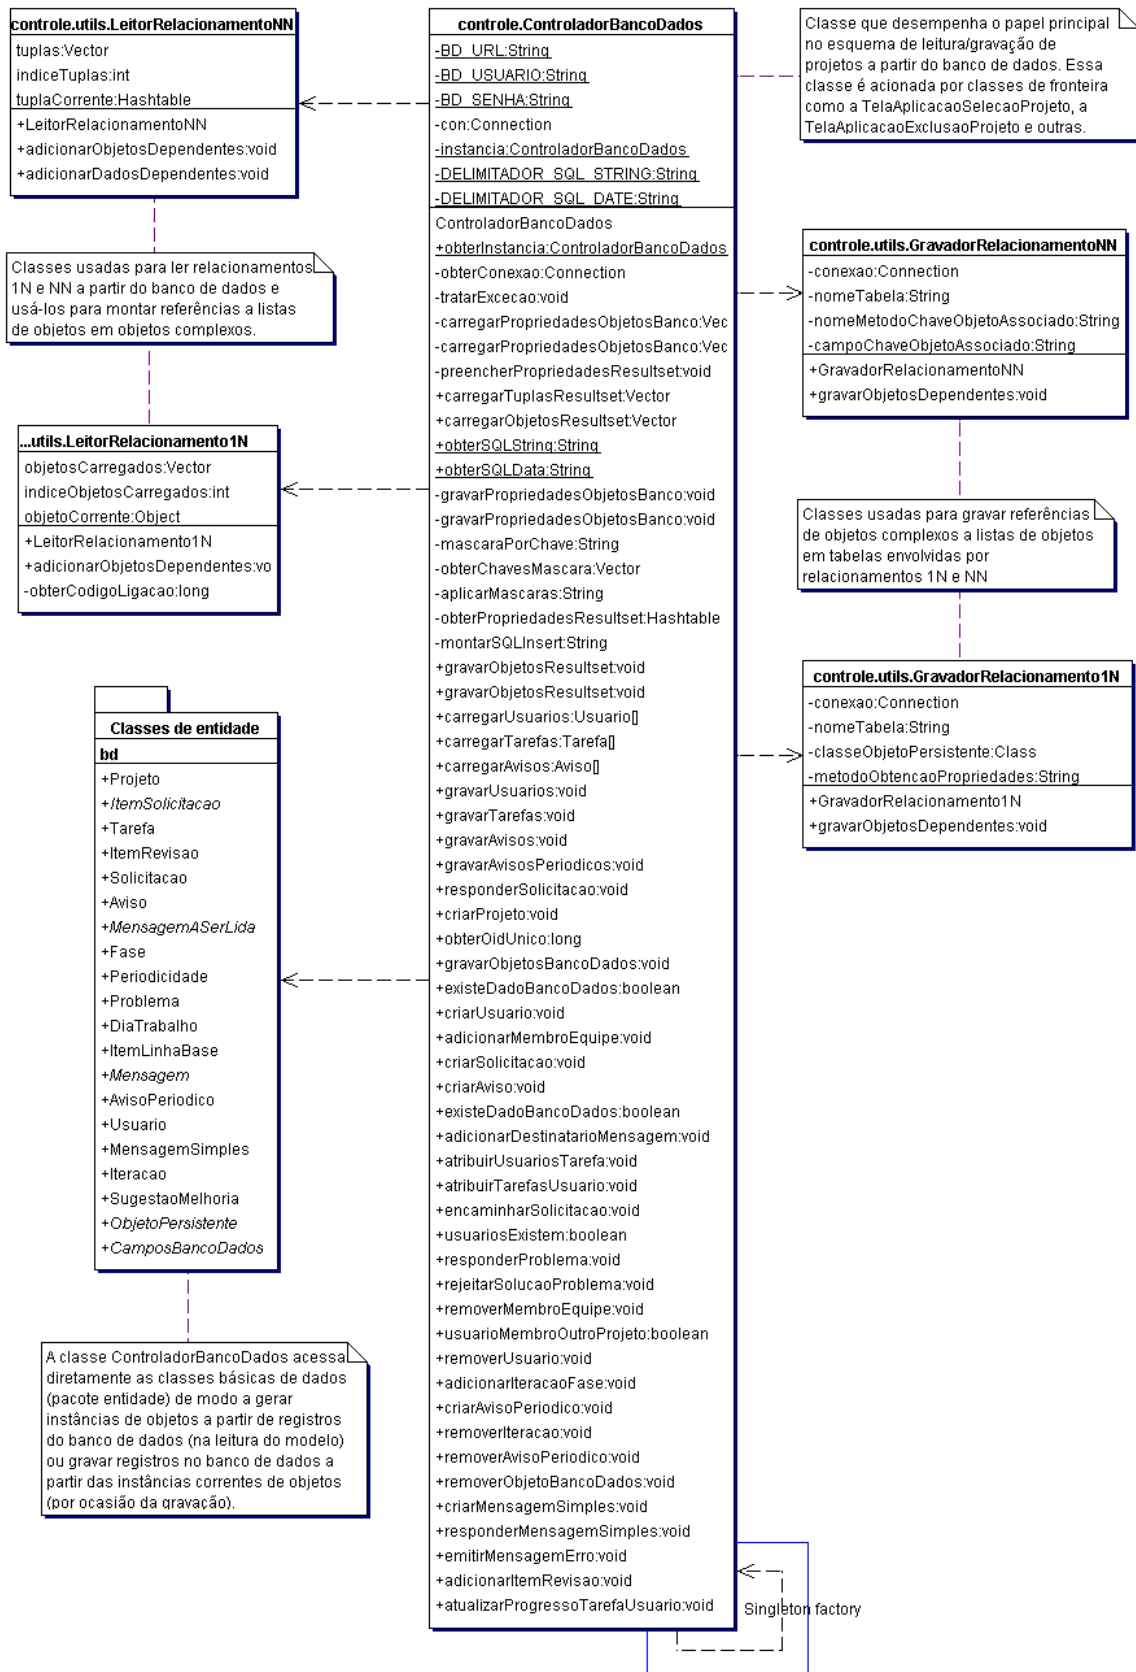 controle.utils.LeitorRelacionamentoNN
tuplas:Vector
indiceTuplas:int
tuplaCorrente:Hashtable
+LeitorRelacionamentoNN
+adicionarObjetosDependentes:void
+adicionarDadosDependentes:void
Classes usadas para ler relacionamentos
1N e NN a partir do banco de dados e
usá-los para montar referências a listas
de objetos em objetos complexos.
...utils.LeitorRelacionamento1N
objetosCarregados:Vector
indiceObjetosCarregados:int
objetoCorrente:Object
+LeitorRelacionamento1N
+adicionarObjetosDependentes:vo
-obterCodigoLigacao:long
Classes de entidade
bd
+Projeto
+ItemSolicitacao
+Tarefa
+ItemRevisao
+Solicitacao
+Aviso
+MensagemASerLida
+Fase
+Periodicidade
+Problema
+DiaTrabalho
+ItemLinhaBase
+Mensagem
+AvisoPeriodico
+Usuario
+MensagemSimples
+Iteracao
+SugestaoMelhoria
+ObjetoPersistente
+CamposBancoDados
A classe ControladorBancoDados acessa
diretamente as classes básicas de dados
(pacote entidade) de modo a gerar
instâncias de objetos a partir de registros
do banco de dados (na leitura do modelo)
ou gravar registros no banco de dados a
partir das instâncias correntes de objetos
(por ocasião da gravação).
controle.ControladorBancoDados
-BD_URL:String
-BD_USUARIO:String
-BD_SENHA:String
-con:Connection
-instancia:ControladorBancoDados
-DELIMITADOR_SQL_STRING:String
-DELIMITADOR_SQL_DATE:String
ControladorBancoDados
+obterInstancia:ControladorBancoDados
-obterConexao:Connection
-tratarExcecao:void
-carregarPropriedadesObjetosBanco:Vec
-carregarPropriedadesObjetosBanco:Vec
-preencherPropriedadesResultset:void
+carregarTuplasResultset:Vector
+carregarObjetosResultset:Vector
+obterSQLString:String
+obterSQLData:String
-gravarPropriedadesObjetosBanco:void
-gravarPropriedadesObjetosBanco:void
-mascaraPorChave:String
-obterChavesMascara:Vector
-aplicarMascaras:String
-obterPropriedadesResultset:Hashtable
-montarSQLInsert:String
+gravarObjetosResultset:void
+gravarObjetosResultset:void
+carregarUsuarios:Usuario[]
+carregarTarefas:Tarefa[]
+carregarAvisos:Aviso[]
+gravarUsuarios:void
+gravarTarefas:void
+gravarAvisos:void
+gravarAvisosPeriodicos:void
+responderSolicitacao:void
+criarProjeto:void
+obterOidUnico:long
+gravarObjetosBancoDados:void
+existeDadoBancoDados:boolean
+criarUsuario:void
+adicionarMembroEquipe:void
+criarSolicitacao:void
+criarAviso:void
+existeDadoBancoDados:boolean
+adicionarDestinatarioMensagem:void
+atribuirUsuariosTarefa:void
+atribuirTarefasUsuario:void
+encaminharSolicitacao:void
+usuariosExistem:boolean
+responderProblema:void
+rejeitarSolucaoProblema:void
+removerMembroEquipe:void
+usuarioMembroOutroProjeto:boolean
+removerUsuario:void
+adicionarIteracaoFase:void
+criarAvisoPeriodico:void
+removerIteracao:void
+removerAvisoPeriodico:void
+removerObjetoBancoDados:void
+criarMensagemSimples:void
+responderMensagemSimples:void
+emitirMensagemErro:void
+adicionarItemRevisao:void
+atualizarProgressoTarefaUsuario:void
Singleton factory
Classe que desempenha o papel principal
no esquema de leitura/gravação de
projetos a partir do banco de dados. Essa
classe é acionada por classes de fronteira
como a TelaAplicacaoSelecaoProjeto, a
TelaAplicacaoExclusaoProjeto e outras.
controle.utils.GravadorRelacionamentoNN
-conexao:Connection
-nomeTabela:String
-nomeMetodoChaveObjetoAssociado:String
-campoChaveObjetoAssociado:String
+GravadorRelacionamentoNN
+gravarObjetosDependentes:void
Classes usadas para gravar referências
de objetos complexos a listas de objetos
em tabelas envolvidas por
relacionamentos 1N e NN
controle.utils.GravadorRelacionamento1N
-conexao:Connection
-nomeTabela:String
-classeObjetoPersistente:Class
-metodoObtencaoPropriedades:String
+GravadorRelacionamento1N
+gravarObjetosDependentes:void